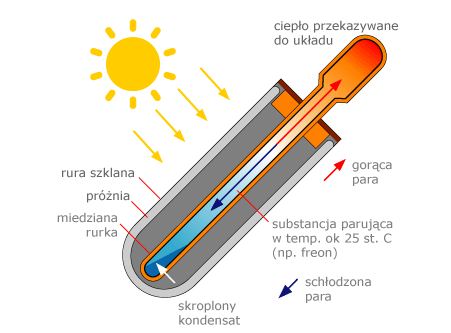 ciepło przekazywane
do układu
rura szklana
próżnia
miedziana
rurka
gorąca
para
substancja parująca
w temp. ok 25 st. C
(np. freon)
schłodzona
para
skroplony
kondensat